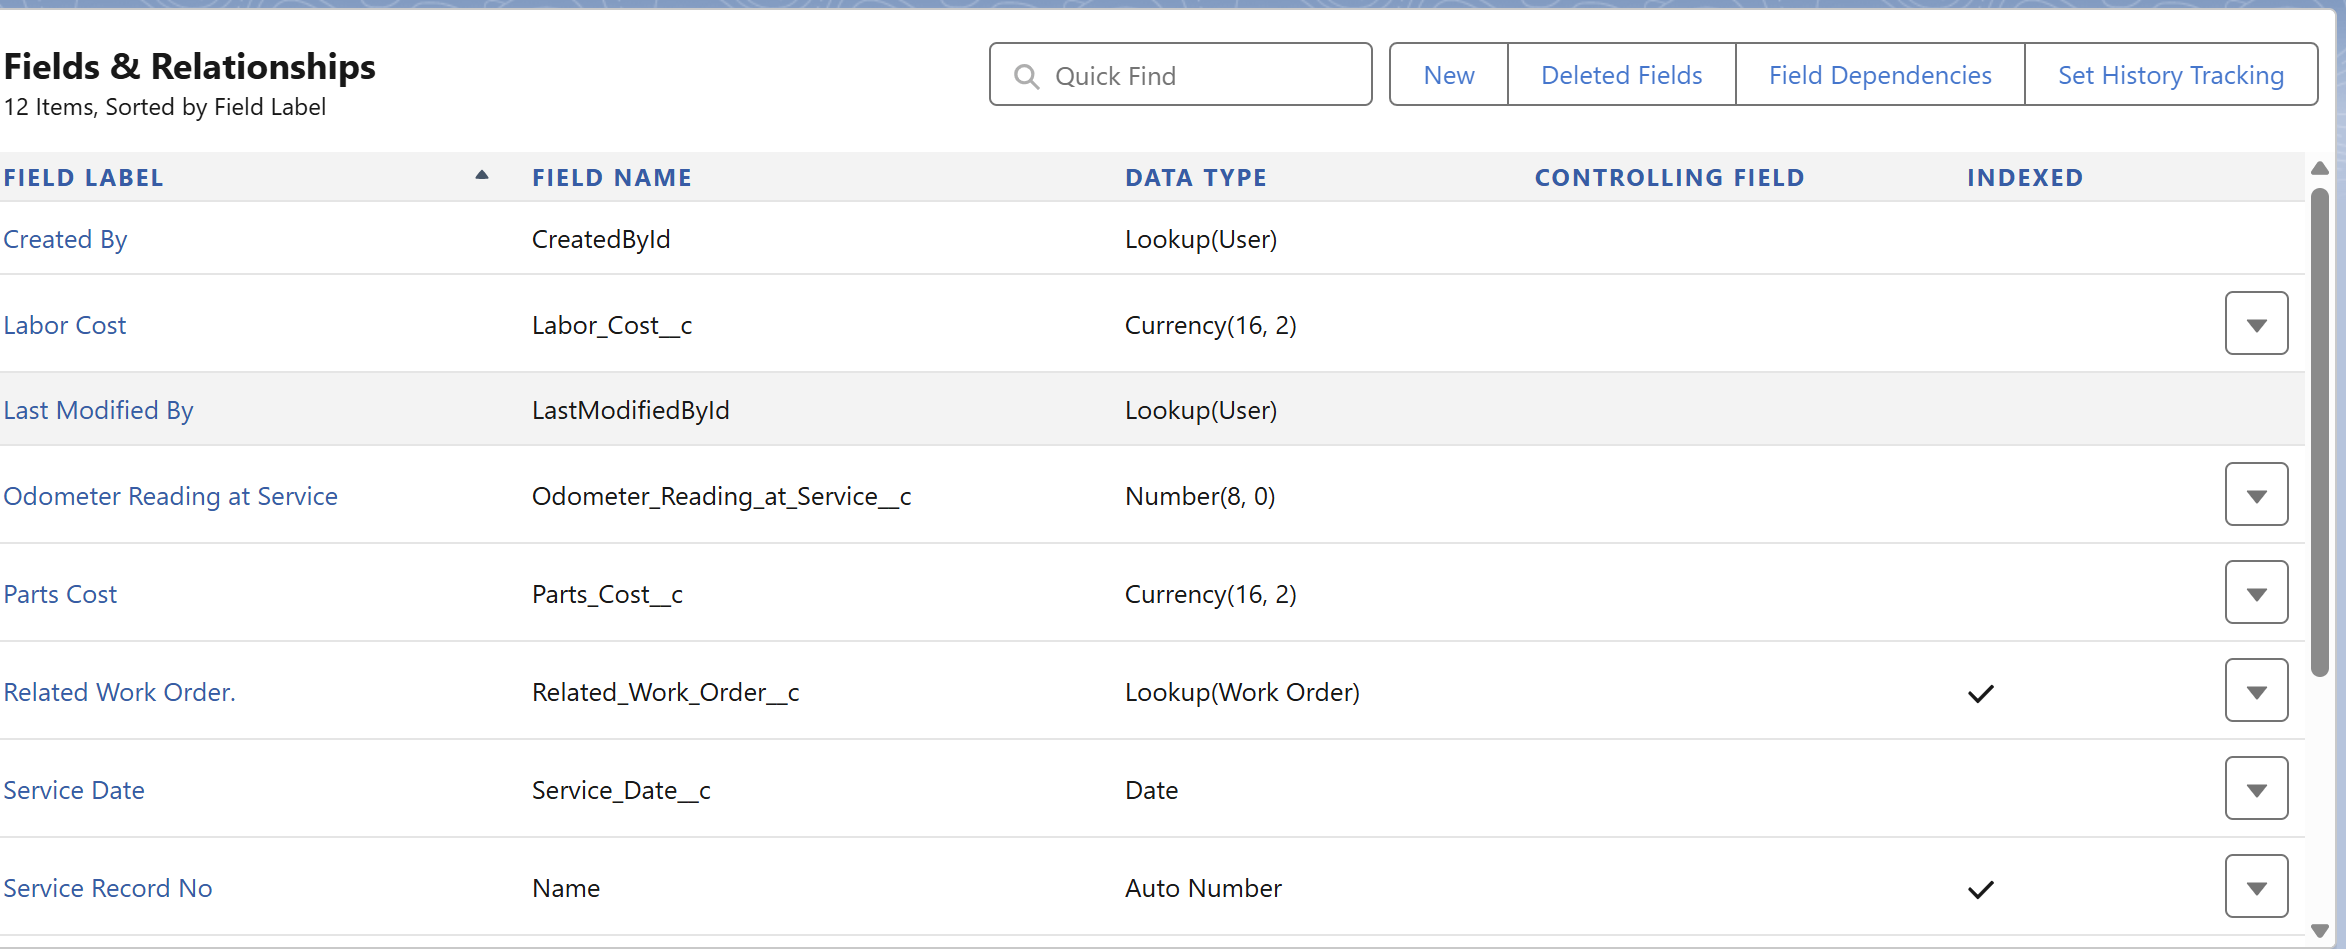 Fields & Relationships
12 Items, Sorted by Field Label
Quick Find
New
Deleted Fields
Field Dependencies
Set History Tracking
FIELD LABEL FIELD NAME DATA TYPE CONTROLLING FIELD INDEXED
Created By CreatedById Lookup(User)
Labor Cost Labor_Cost__c Currency(16, 2)
Last Modified By LastModifiedById Lookup(User)
Odometer Reading at Service Odometer_Reading_at_Service__c Number(8, 0)
Parts Cost Parts_Cost__c Currency(16, 2)
Related Work Order. Related_Work_Order__c Lookup(Work Order)
Service Date Service_Date__c Date
Service Record No Name Auto Number